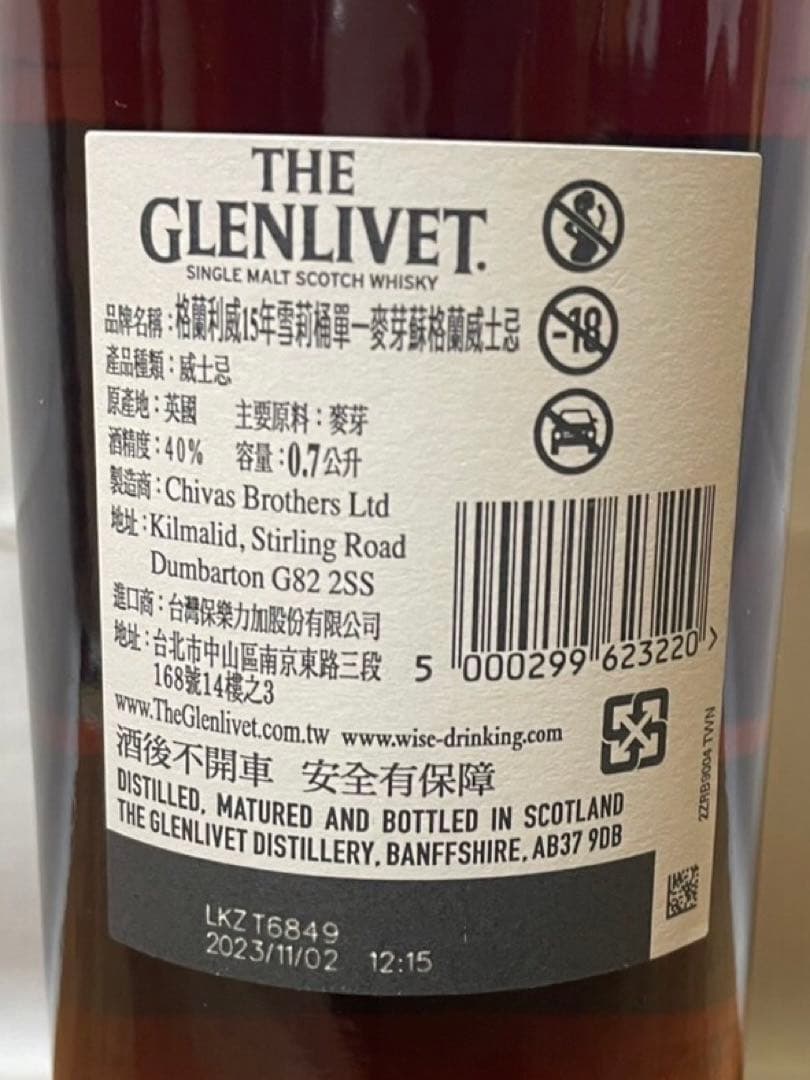 THE
GLENLIVET.
SINGLE MALT SCOTCH WHISKY
-18
品牌名稱：格蘭利威15年雪莉桶單一麥芽蘇格蘭威士忌
產品種類：威士忌
原產地：英國 主要原料：麥芽
酒精度：40% 容量：0.7公升
製造商：Chivas Brothers Ltd
地址：Kilmalid, Stirling Road
Dumbarton G82 2SS
進口商：台灣保樂力加股份有限公司
地址：台北市中山區南京東路三段
168號14樓之3
5 000299 623220 >
www.TheGlenlivet.com.tw www.wise-drinking.com
酒後不開車 安全有保障
DISTILLED, MATURED AND BOTTLED IN SCOTLAND
THE GLENLIVET DISTILLERY, BANFFSHIRE, AB37 9DB
2ZRB9004 TWN
LKZT6849
2023/11/02 12:15